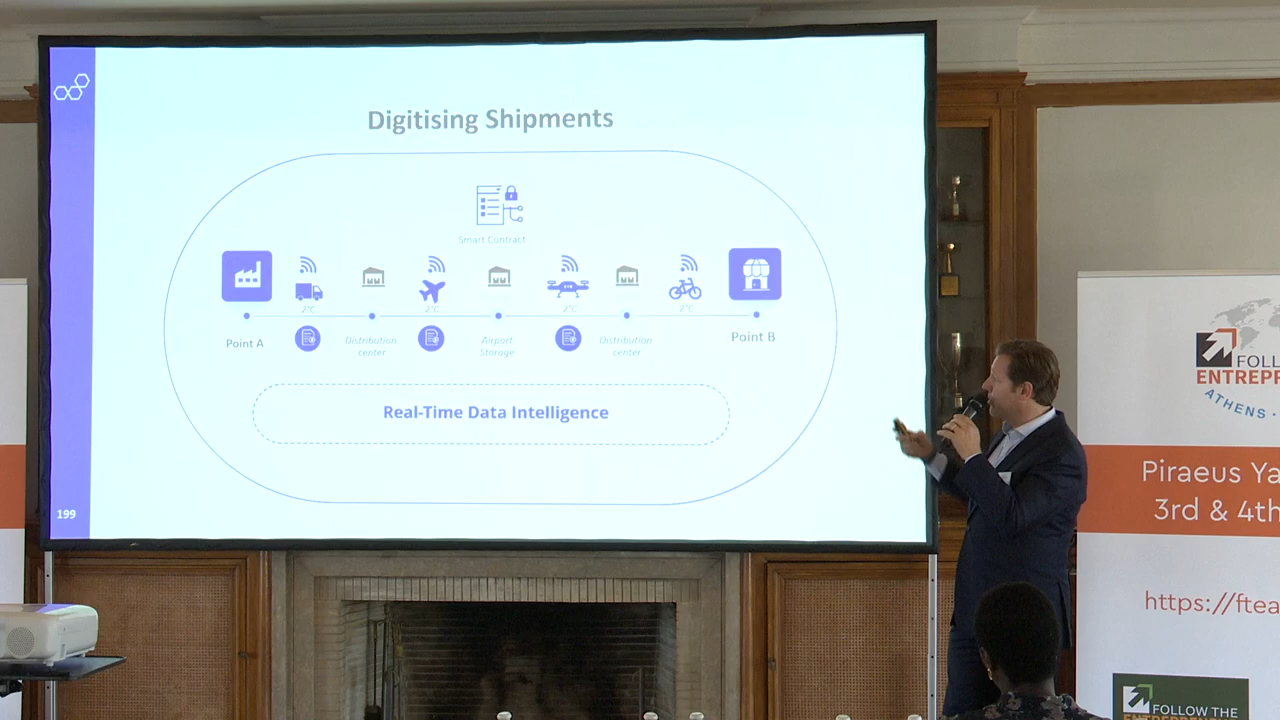 Digitising Shipments
Smart Contract
2°C
2°C
2°C
2°C
Point A
Distribution
center
Airport
Storage
Distribution
center
Point B
Real-Time Data Intelligence
199
FOLL
ENTREPR
ATHENS
Piraeus Ya
3rd & 4th
https://ftea
FOLLOW THE